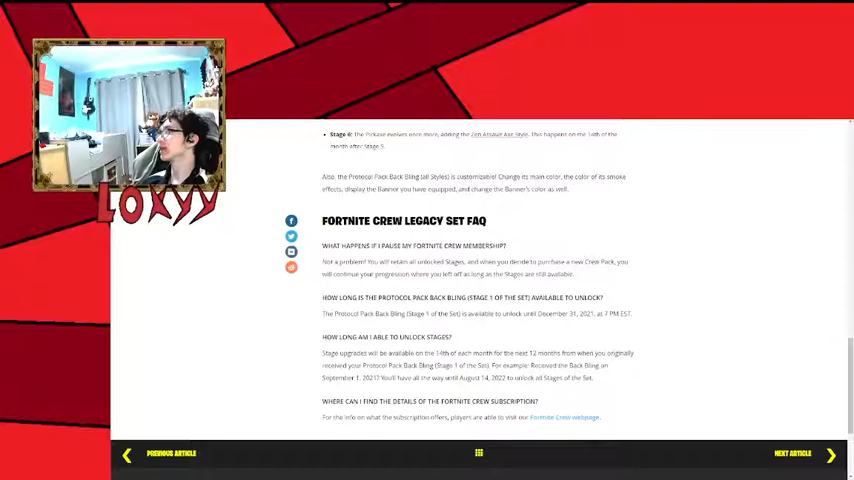 Stage 6: The Pickaxe evolves once more, adding the Zen Assault Axe Style. This happens on the 14th of the
month after Stage 5.
Also, the Protocol Pack Back Bling (all Styles) is customizable! Change its main color, the color of its smoke
effects, display the Banner you have equipped, and change the Banner's color as well.
LOXYY
FORTNITE CREW LEGACY SET FAQ
WHAT HAPPENS IF I PAUSE MY FORTNITE CREW MEMBERSHIP?
Not a problem! You will retain all unlocked Stages, and when you decide to purchase a new Crew Pack, you
will continue your progression where you left off as long as the Stages are still available.
HOW LONG IS THE PROTOCOL PACK BACK BLING (STAGE 1 OF THE SET) AVAILABLE TO UNLOCK?
The Protocol Pack Back Bling (Stage 1 of the Set) is available to unlock until December 31, 2021, at 7 PM EST.
HOW LONG AM I ABLE TO UNLOCK STAGES?
Stage upgrades will be available on the 14th of each month for the next 12 months from when you originally
received your Protocol Pack Back Bling (Stage 1 of the Set). For example: Received the Back Bling on
September 1, 2021? You'll have all the way until August 14, 2022 to unlock all Stages of the Set.
WHERE CAN I FIND THE DETAILS OF THE FORTNITE CREW SUBSCRIPTION?
For the info on what the subscription offers, players are able to visit our Fortnite Crew webpage.
PREVIOUS ARTICLE
NEXT ARTICLE